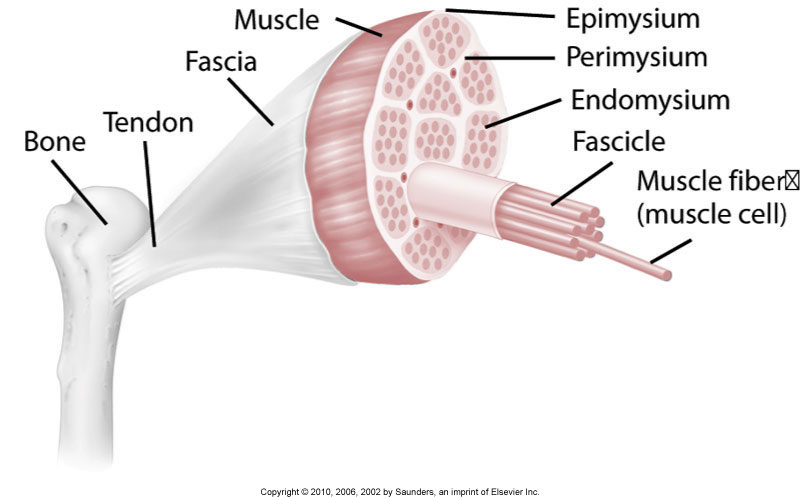 Muscle
Epimysium
Fascia
Perimysium
Tendon
Endomysium
Bone
Fascicle
Muscle fiber
(muscle cell)
Copyright © 2010, 2006, 2002 by Saunders, an imprint of Elsevier Inc.